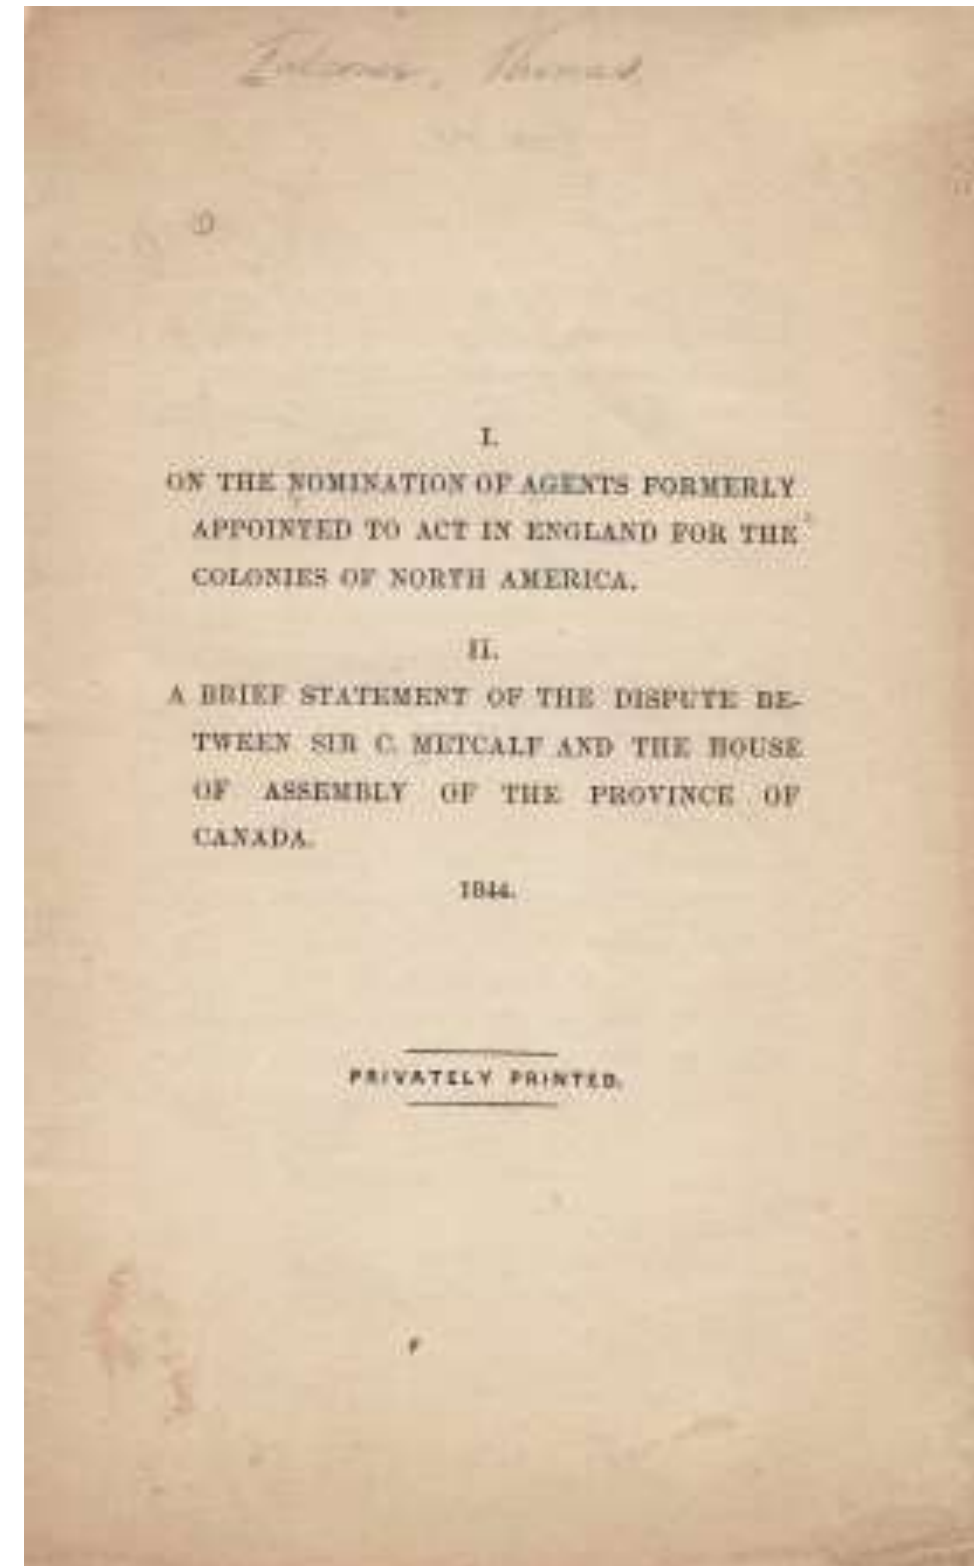 Falconer, Thomas
I.
ON THE NOMINATION OF AGENTS FORMERLY
APPOINTED TO ACT IN ENGLAND FOR THE
COLONIES OF NORTH AMERICA.
II.
A BRIEF STATEMENT OF THE DISPUTE BE-
TWEEN SIR C. METCALF AND THE HOUSE
OF ASSEMBLY OF THE PROVINCE OF
CANADA.
1844.
PRIVATELY PRINTED.